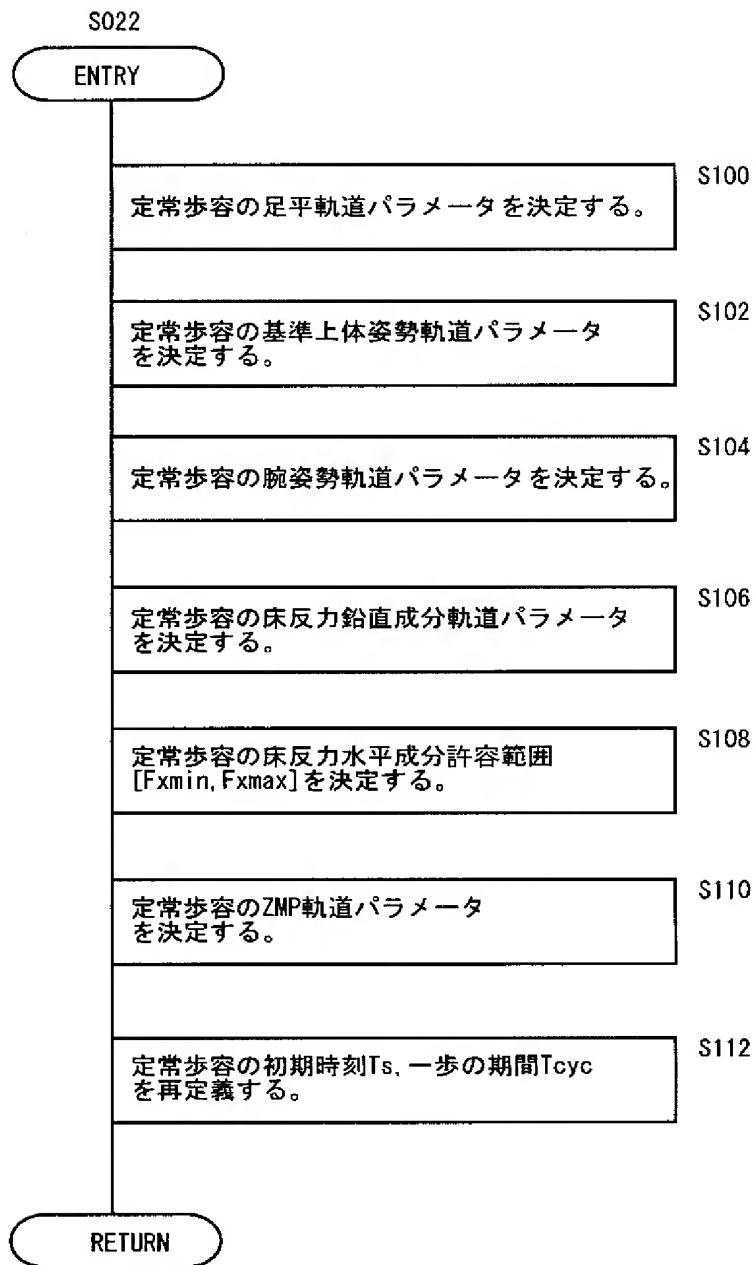 S022
ENTRY
S100
定常歩容の足平軌道パラメータを決定する。
S102
定常歩容の基準上体姿勢軌道パラメータ
を決定する。
S104
定常歩容の腕姿勢軌道パラメータを決定する。
S106
定常歩容の床反力鉛直成分軌道パラメータ
を決定する。
S108
定常歩容の床反力水平成分許容範囲
[Fxmin,Fxmax]を決定する。
S110
定常歩容のZMP軌道パラメータ
を決定する。
S112
定常歩容の初期時刻Ts,一歩の期間Tcyc
を再定義する。
RETURN